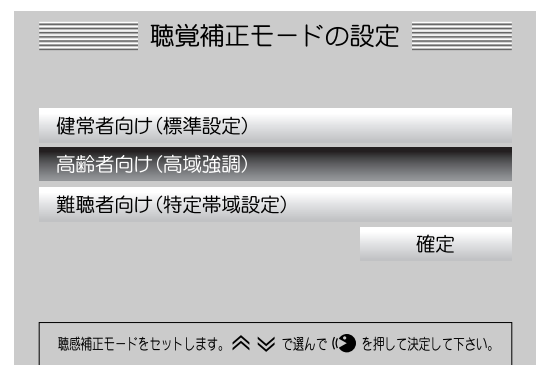 聴覚補正モードの設定
健常者向け(標準設定)
高齢者向け(高域強調)
難聴者向け(特定帯域設定)
確定
聴感補正モードをセットします。 で選んで を押して決定して下さい。